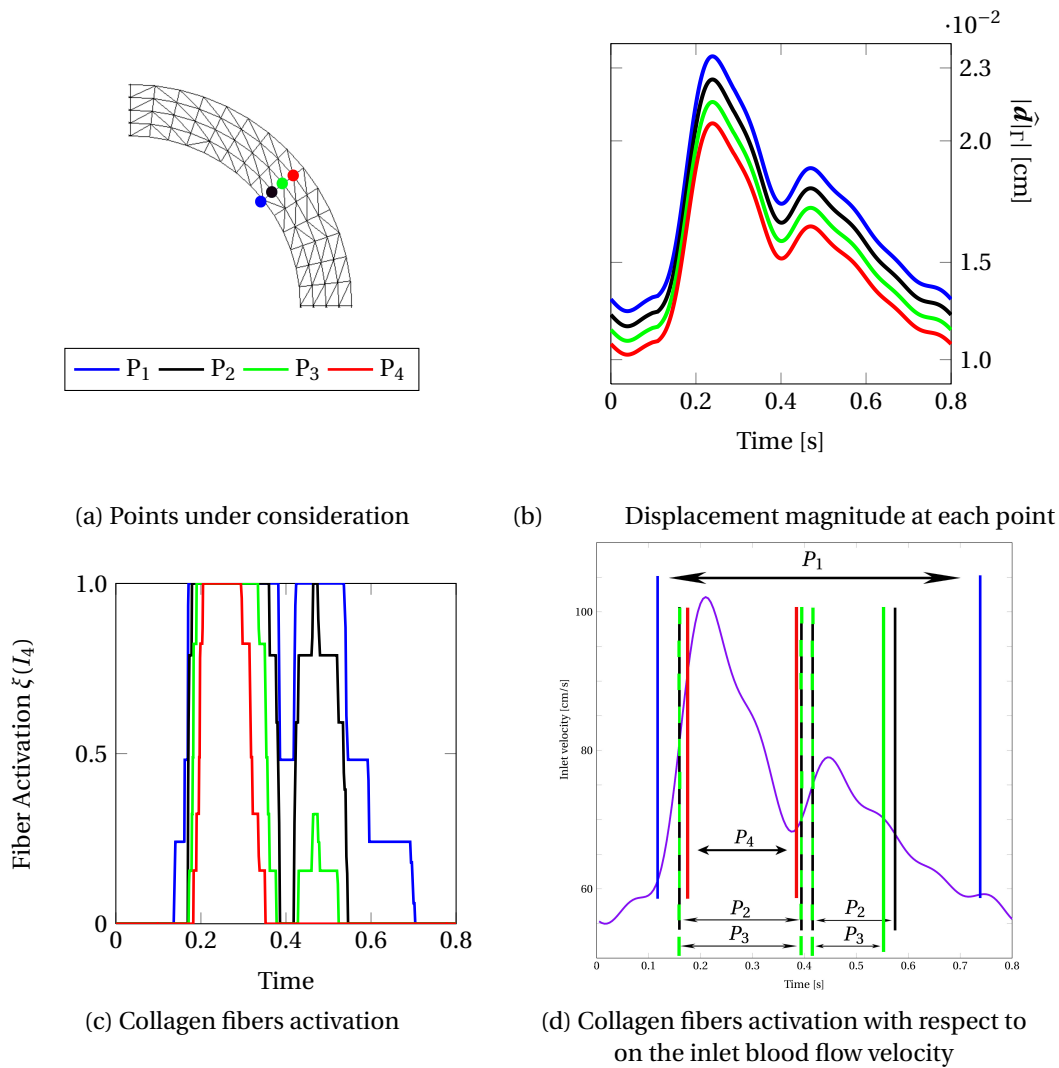 P1 P2 P3 P4
(a) Points under consideration
·10−2
2.3
2.0
1.5
1.0
|d̂|Γ| [cm]
0 0.2 0.4 0.6 0.8
Time [s]
(b) Displacement magnitude at each point
1.0
0.5
0
Fiber Activation ξ(I4)
0 0.2 0.4 0.6 0.8
Time
(c) Collagen fibers activation
P1
100
80
60
Inlet velocity [cm/s]
P4
P2 P2
P3 P3
0 0.1 0.2 0.3 0.4 0.5 0.6 0.7 0.8
Time [s]
(d) Collagen fibers activation with respect to
on the inlet blood flow velocity